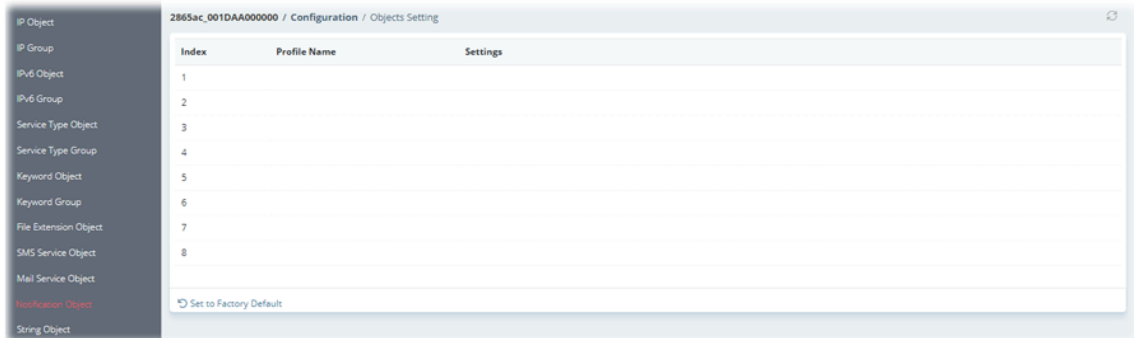 IP Object
IP Group
IPv6 Object
IPv6 Group
Service Type Object
Service Type Group
Keyword Object
Keyword Group
File Extension Object
SMS Service Object
Mail Service Object
Notification Object
String Object
2865ac_001DAA000000 / Configuration / Objects Setting
Index Profile Name Settings
1
2
3
4
5
6
7
8
Set to Factory Default